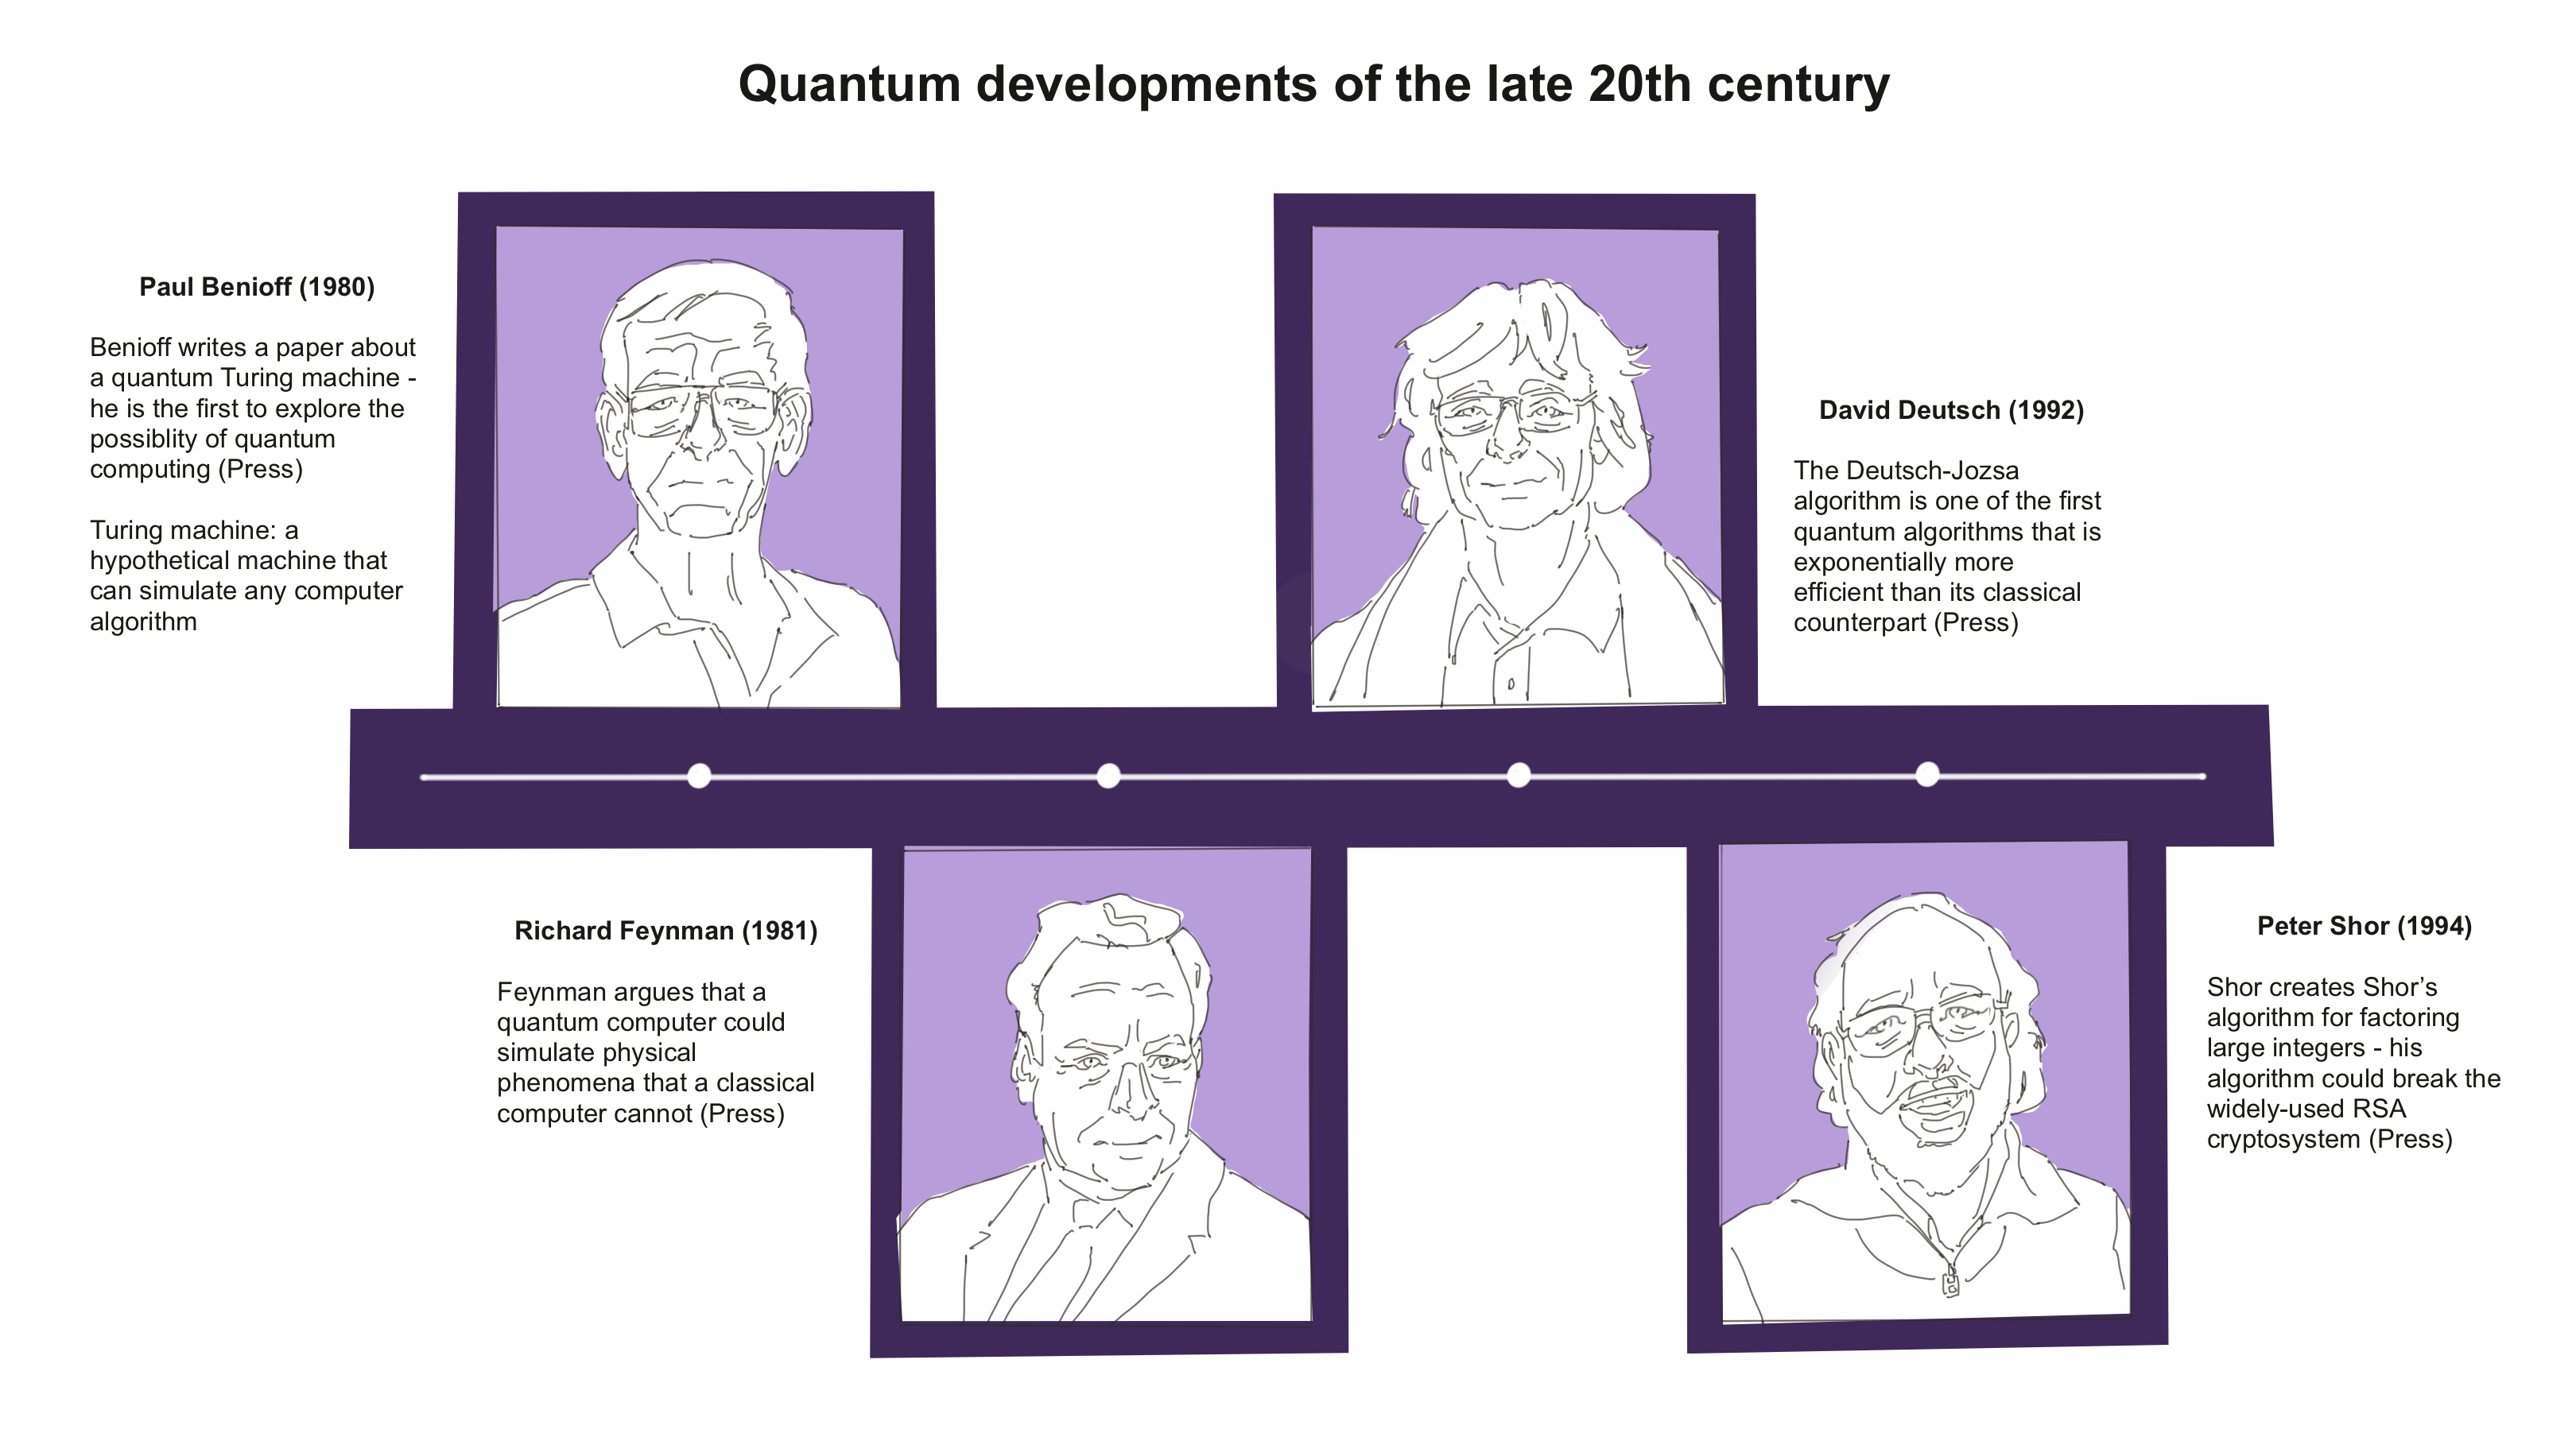 Quantum developments of the late 20th century
Paul Benioff (1980)
Benioff writes a paper about
a quantum Turing machine -
he is the first to explore the
possiblity of quantum
computing (Press)
Turing machine: a
hypothetical machine that
can simulate any computer
algorithm
Richard Feynman (1981)
Feynman argues that a
quantum computer could
simulate physical
phenomena that a classical
computer cannot (Press)
David Deutsch (1992)
The Deutsch-Jozsa
algorithm is one of the first
quantum algorithms that is
exponentially more
efficient than its classical
counterpart (Press)
Peter Shor (1994)
Shor creates Shor’s
algorithm for factoring
large integers - his
algorithm could break the
widely-used RSA
cryptosystem (Press)